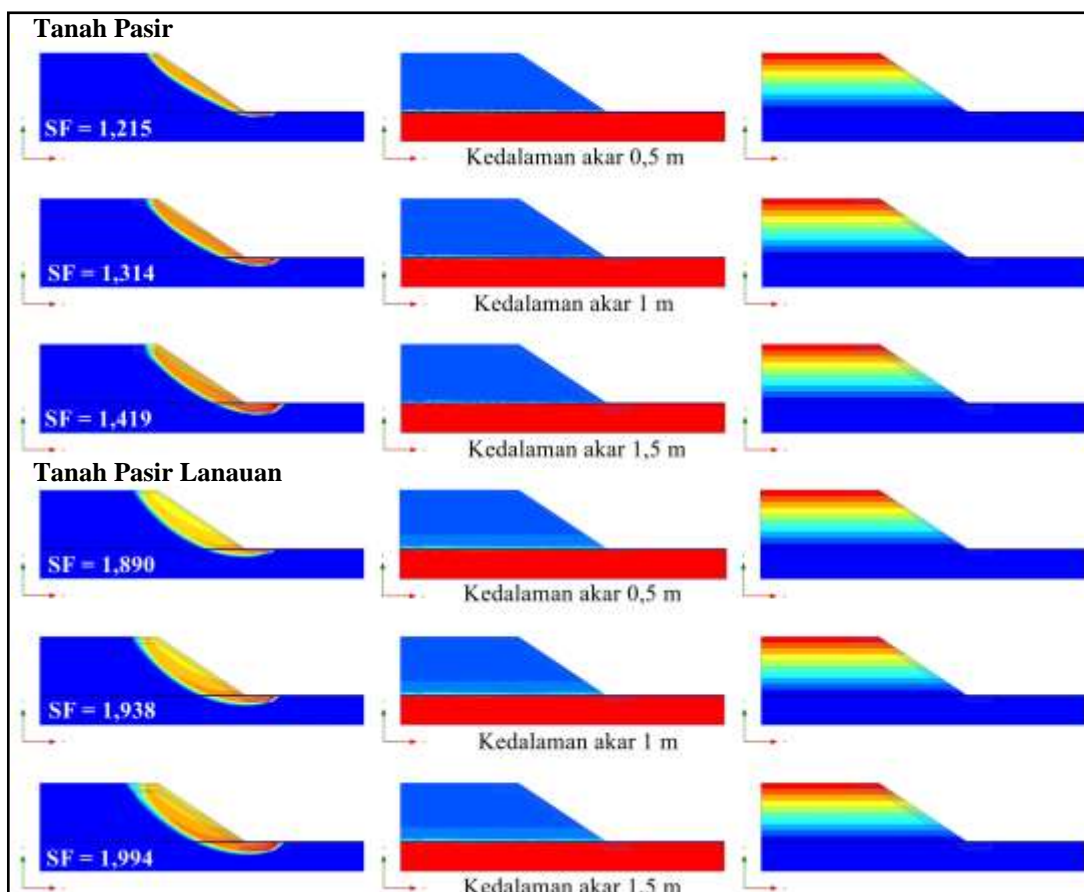 Tanah Pasir
SF = 1,215
Kedalaman akar 0,5 m
SF = 1,314
Kedalaman akar 1 m
SF = 1,419
Kedalaman akar 1,5 m
Tanah Pasir Lanauan
SF = 1,890
Kedalaman akar 0,5 m
SF = 1,938
Kedalaman akar 1 m
SF = 1,994
Kedalaman akar 1,5 m